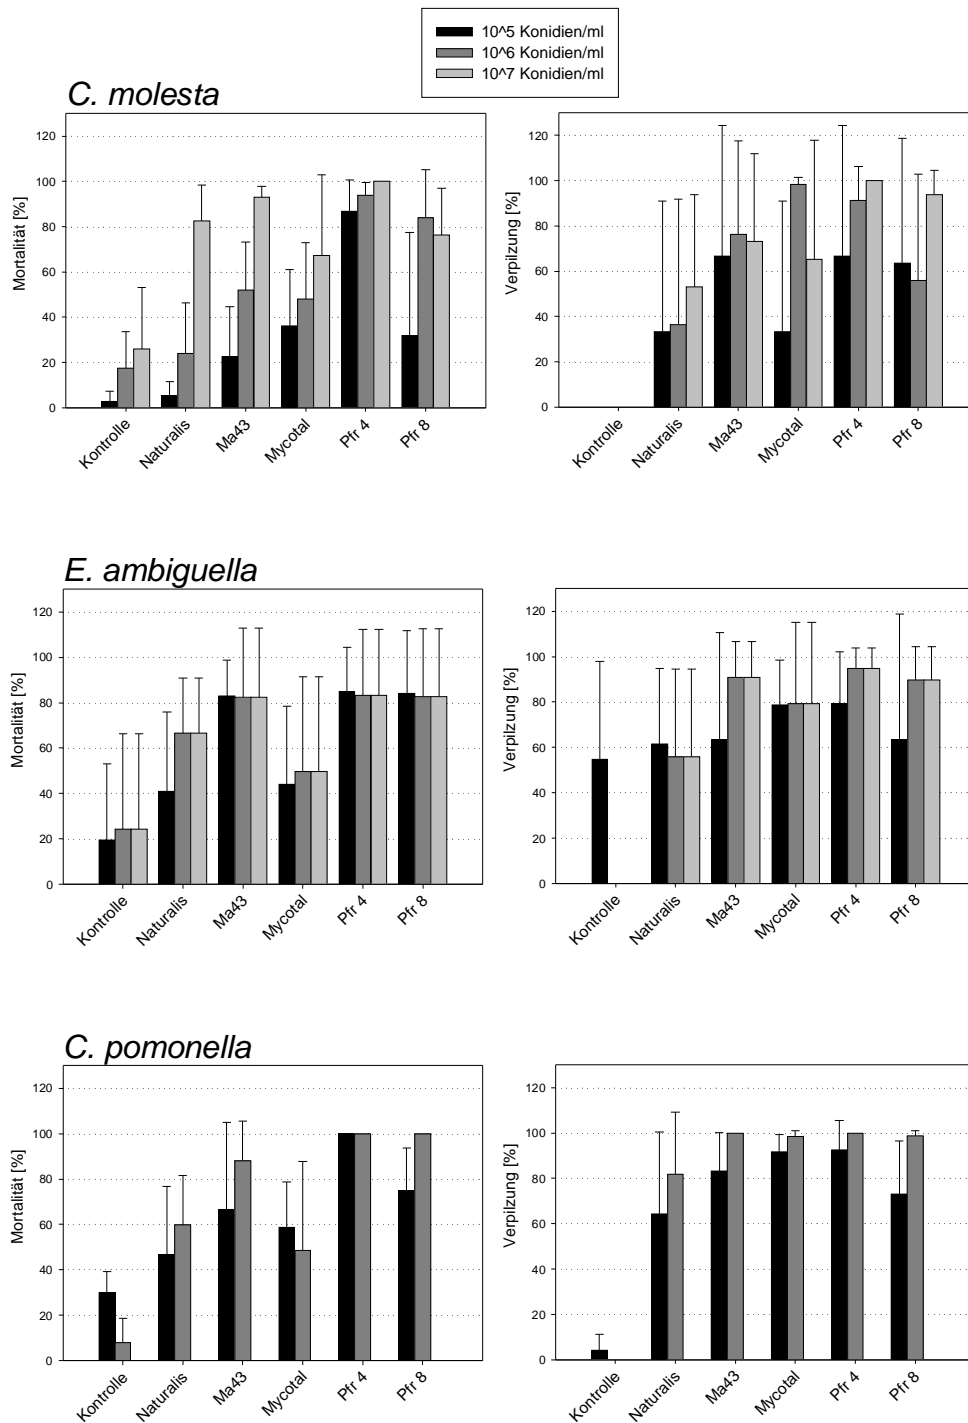 10^5 Konidien/ml
10^6 Konidien/ml
10^7 Konidien/ml
C. molesta
Mortalität [%]
120
100
80
60
40
20
0
Kontrolle
Naturalis
Ma43
Mycotal
Pfr 4
Pfr 8
Verpilzung [%]
120
100
80
60
40
20
0
Kontrolle
Naturalis
Ma43
Mycotal
Pfr 4
Pfr 8
E. ambiguella
Mortalität [%]
120
100
80
60
40
20
0
Kontrolle
Naturalis
Ma43
Mycotal
Pfr 4
Pfr 8
Verpilzung [%]
120
100
80
60
40
20
0
Kontrolle
Naturalis
Ma43
Mycotal
Pfr 4
Pfr 8
C. pomonella
Mortalität [%]
120
100
80
60
40
20
0
Kontrolle
Naturalis
Ma43
Mycotal
Pfr 4
Pfr 8
Verpilzung [%]
120
100
80
60
40
20
0
Kontrolle
Naturalis
Ma43
Mycotal
Pfr 4
Pfr 8